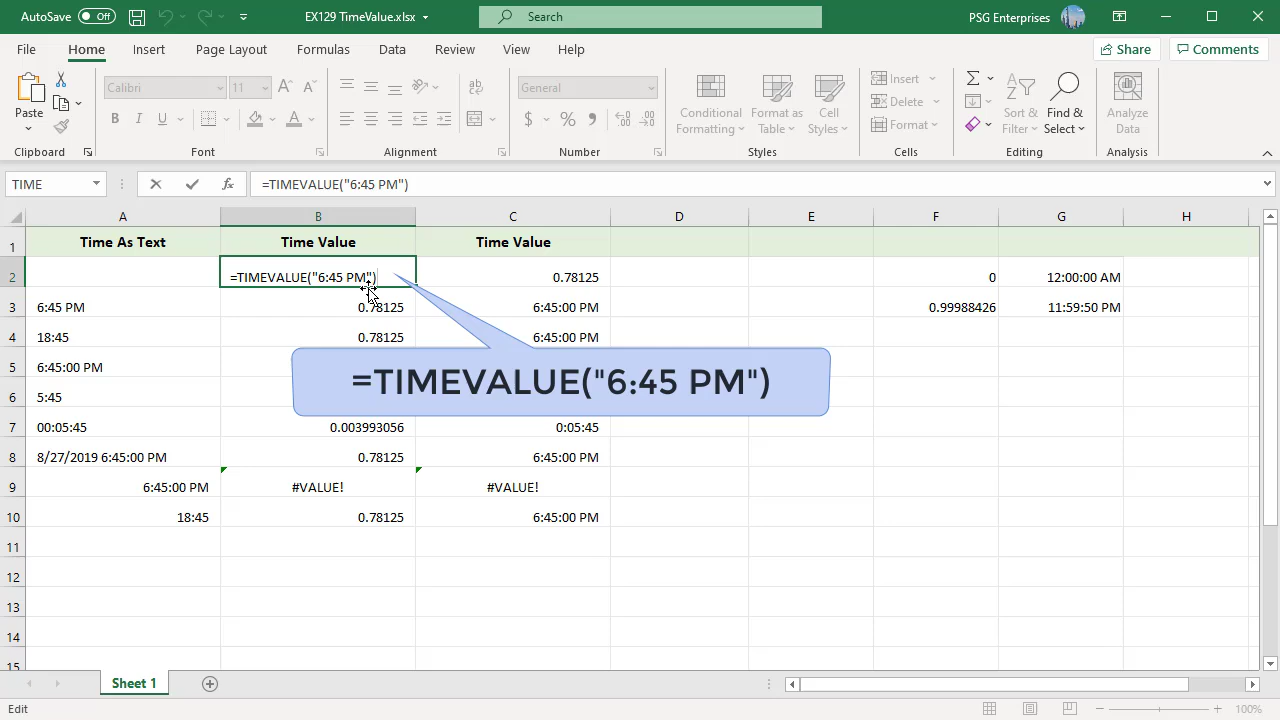 AutoSave Off EX129 TimeValue.xlsx Search PSG Enterprises
File Home Insert Page Layout Formulas Data Review View Help Share Comments
Calibri 11 General Insert
Paste B I U Conditional Formatting Format as Table Cell Styles Delete Format Sort & Filter Find & Select Analyze Data
Clipboard Font Alignment Number Styles Cells Editing Analysis
TIME fx =TIMEVALUE("6:45 PM")
A B C D E F G H
1 Time As Text Time Value Time Value
2 =TIMEVALUE("6:45 PM") 0.78125 0 12:00:00 AM
3 6:45 PM 0.78125 6:45:00 PM 0.99988426 11:59:50 PM
4 18:45 0.78125 6:45:00 PM
5 6:45:00 PM
=TIMEVALUE("6:45 PM")
6 5:45
7 00:05:45 0.003993056 0:05:45
8 8/27/2019 6:45:00 PM 0.78125 6:45:00 PM
9 6:45:00 PM #VALUE! #VALUE!
10 18:45 0.78125 6:45:00 PM
11
12
13
14
15
Sheet 1
Edit 100%